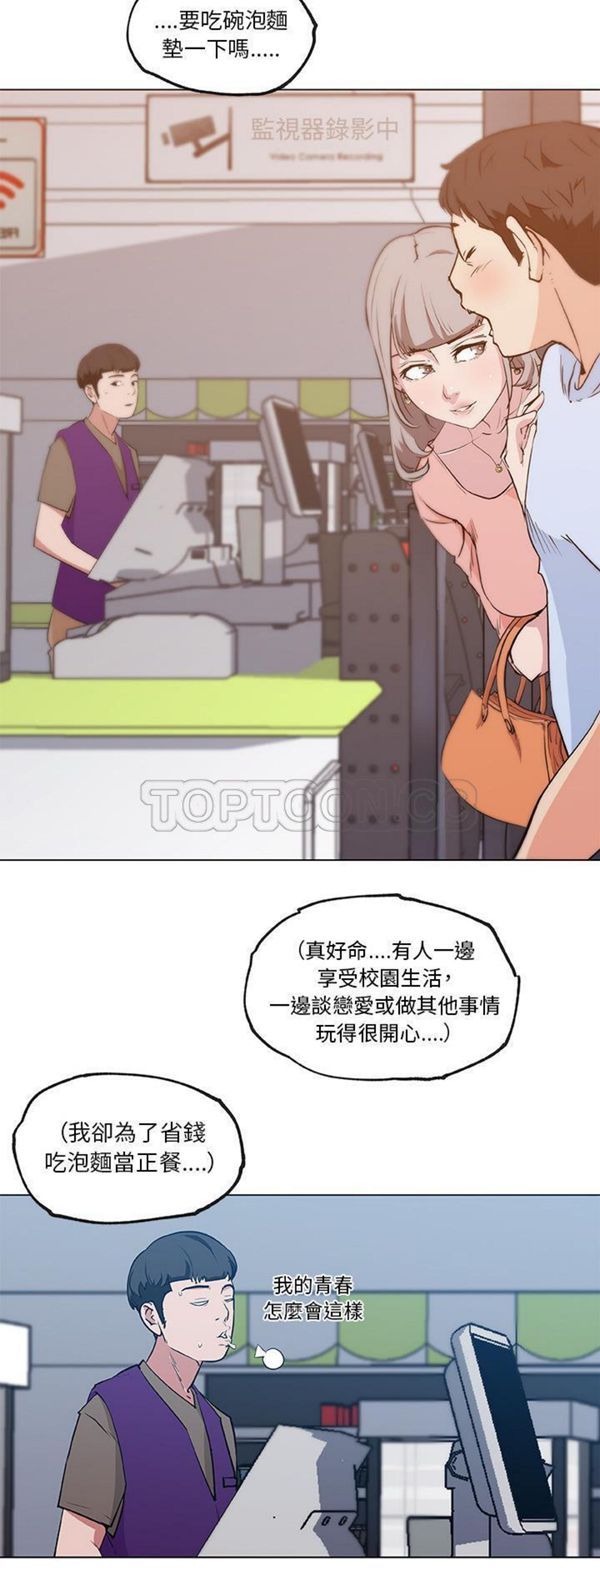 ....要吃碗泡麵
墊一下嗎.....
監視器錄影中
Video Camera Recording
TOPTOON.CC
（真好命....有人一邊
享受校園生活，
一邊談戀愛或做其他事情
玩得很開心....）
（我卻為了省錢
吃泡麵當正餐....）
我的青春
怎麼會這樣